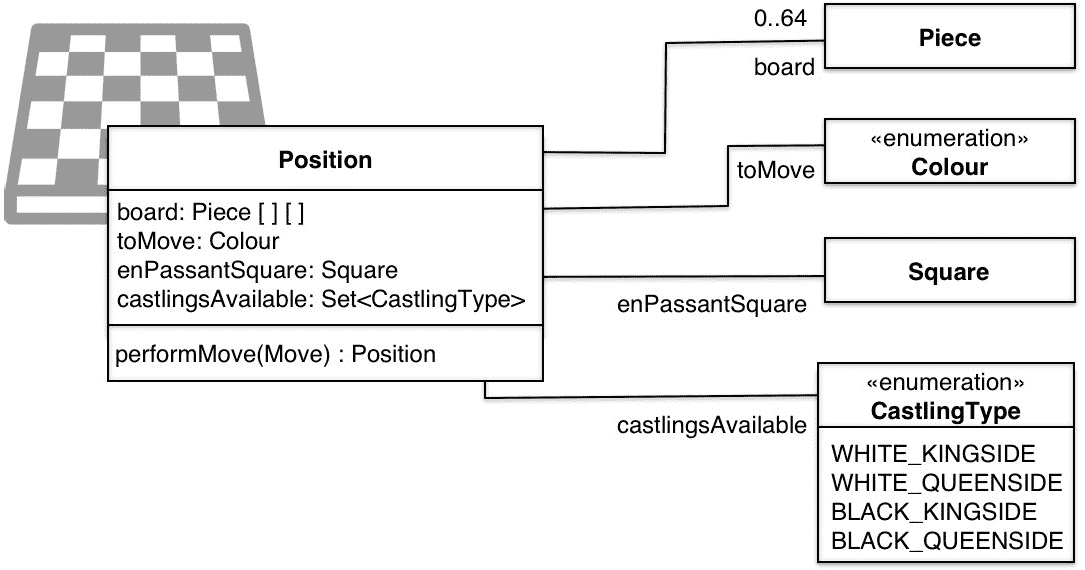 Position
board: Piece [ ] [ ]
toMove: Colour
enPassantSquare: Square
castlingsAvailable: Set<CastlingType>
performMove(Move) : Position
0..64
board
Piece
toMove
«enumeration»
Colour
enPassantSquare
Square
castlingsAvailable
«enumeration»
CastlingType
WHITE_KINGSIDE
WHITE_QUEENSIDE
BLACK_KINGSIDE
BLACK_QUEENSIDE